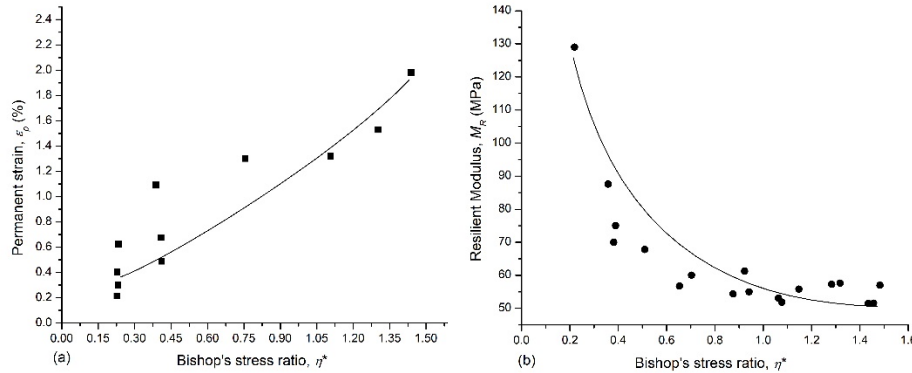 2.4
2.2
2.0
1.8
1.6
1.4
1.2
1.0
0.8
0.6
0.4
0.2
0.0
Permanent strain, εp (%)
0.00 0.15 0.30 0.45 0.60 0.75 0.90 1.05 1.20 1.35 1.50
(a)
Bishop's stress ratio, η*
140
130
120
110
100
90
80
70
60
50
Resilient Modulus, MR (MPa)
0.0 0.2 0.4 0.6 0.8 1.0 1.2 1.4 1.6
(b)
Bishop's stress ratio, η*